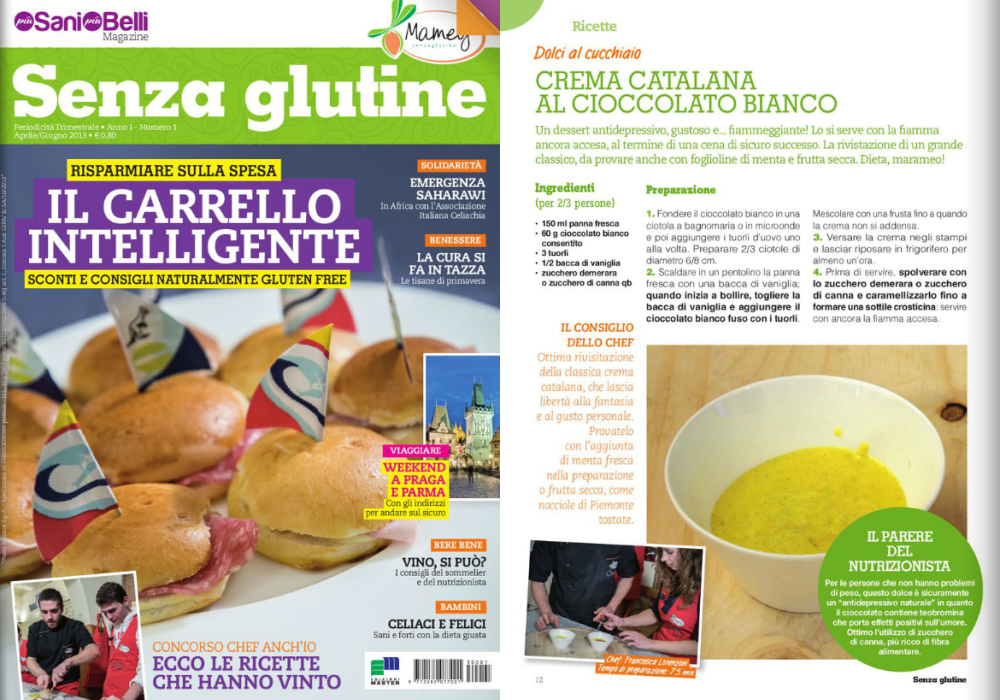 più Sani più Belli
Magazine
Mamey
senzaglutine
Senza glutine
Periodicità Trimestrale • Anno I - Numero 1
Aprile/Giugno 2013 • € 0,80
RISPARMIARE SULLA SPESA
IL CARRELLO
INTELLIGENTE
SCONTI E CONSIGLI NATURALMENTE GLUTEN FREE
SOLIDARIETÀ
EMERGENZA
SAHARAWI
In Africa con l'Associazione
Italiana Celiachia
BENESSERE
LA CURA SI
FA IN TAZZA
Le tisane di primavera
VIAGGIARE
WEEKEND
A PRAGA
E PARMA
Con gli indirizzi
per andare sul sicuro
BERE BENE
VINO, SI PUÒ?
I consigli del sommelier
e del nutrizionista
BAMBINI
CELIACI E FELICI
Sani e forti con la dieta giusta
CONCORSO CHEF ANCH'IO
ECCO LE RICETTE
CHE HANNO VINTO
EDIZIONI
MASTER
Ricette
Dolci al cucchiaio
CREMA CATALANA
AL CIOCCOLATO BIANCO
Un dessert antidepressivo, gustoso e... fiammeggiante! Lo si serve con la fiamma
ancora accesa, al termine di una cena di sicuro successo. La rivistazione di un grande
classico, da provare anche con foglioline di menta e frutta secca. Dieta, marameo!
Ingredienti
(per 2/3 persone)
• 150 ml panna fresca
• 60 g cioccolato bianco
consentito
• 3 tuorli
• 1/2 bacca di vaniglia
• zucchero demerara
o zucchero di canna qb
Preparazione
1. Fondere il cioccolato bianco in una
ciotola a bagnomaria o in microonde
e poi aggiungere i tuorli d'uovo uno
alla volta. Preparare 2/3 ciotole di
diametro 6/8 cm.
2. Scaldare in un pentolino la panna
fresca con una bacca di vaniglia;
quando inizia a bollire, togliere la
bacca di vaniglia e aggiungere il
cioccolato bianco fuso con i tuorli.
Mescolare con una frusta fino a quando
la crema non si addensa.
3. Versare la crema negli stampi
e lasciar riposare in frigorifero per
almeno un'ora.
4. Prima di servire, spolverare con
lo zucchero demerara o zucchero
di canna e caramellizzarlo fino a
formare una sottile crosticina: servire
con ancora la fiamma accesa.
IL CONSIGLIO
DELLO CHEF
Ottima rivisitazione
della classica crema
catalana, che lascia
libertà alla fantasia
e al gusto personale.
Provatelo
con l'aggiunta
di menta fresca
nella preparazione
o frutta secca, come
nocciole di Piemonte
tostate.
Chef: Francesca Lorenzoni
Tempo di preparazione: 75 min
IL PARERE
DEL
NUTRIZIONISTA
Per le persone che non hanno problemi
di peso, questo dolce è sicuramente
un "antidepressivo naturale" in quanto
il cioccolato contiene teobromina
che porta effetti positivi sull'umore.
Ottimo l'utilizzo di zucchero
di canna, più ricco di fibra
alimentare.
12
Senza glutine